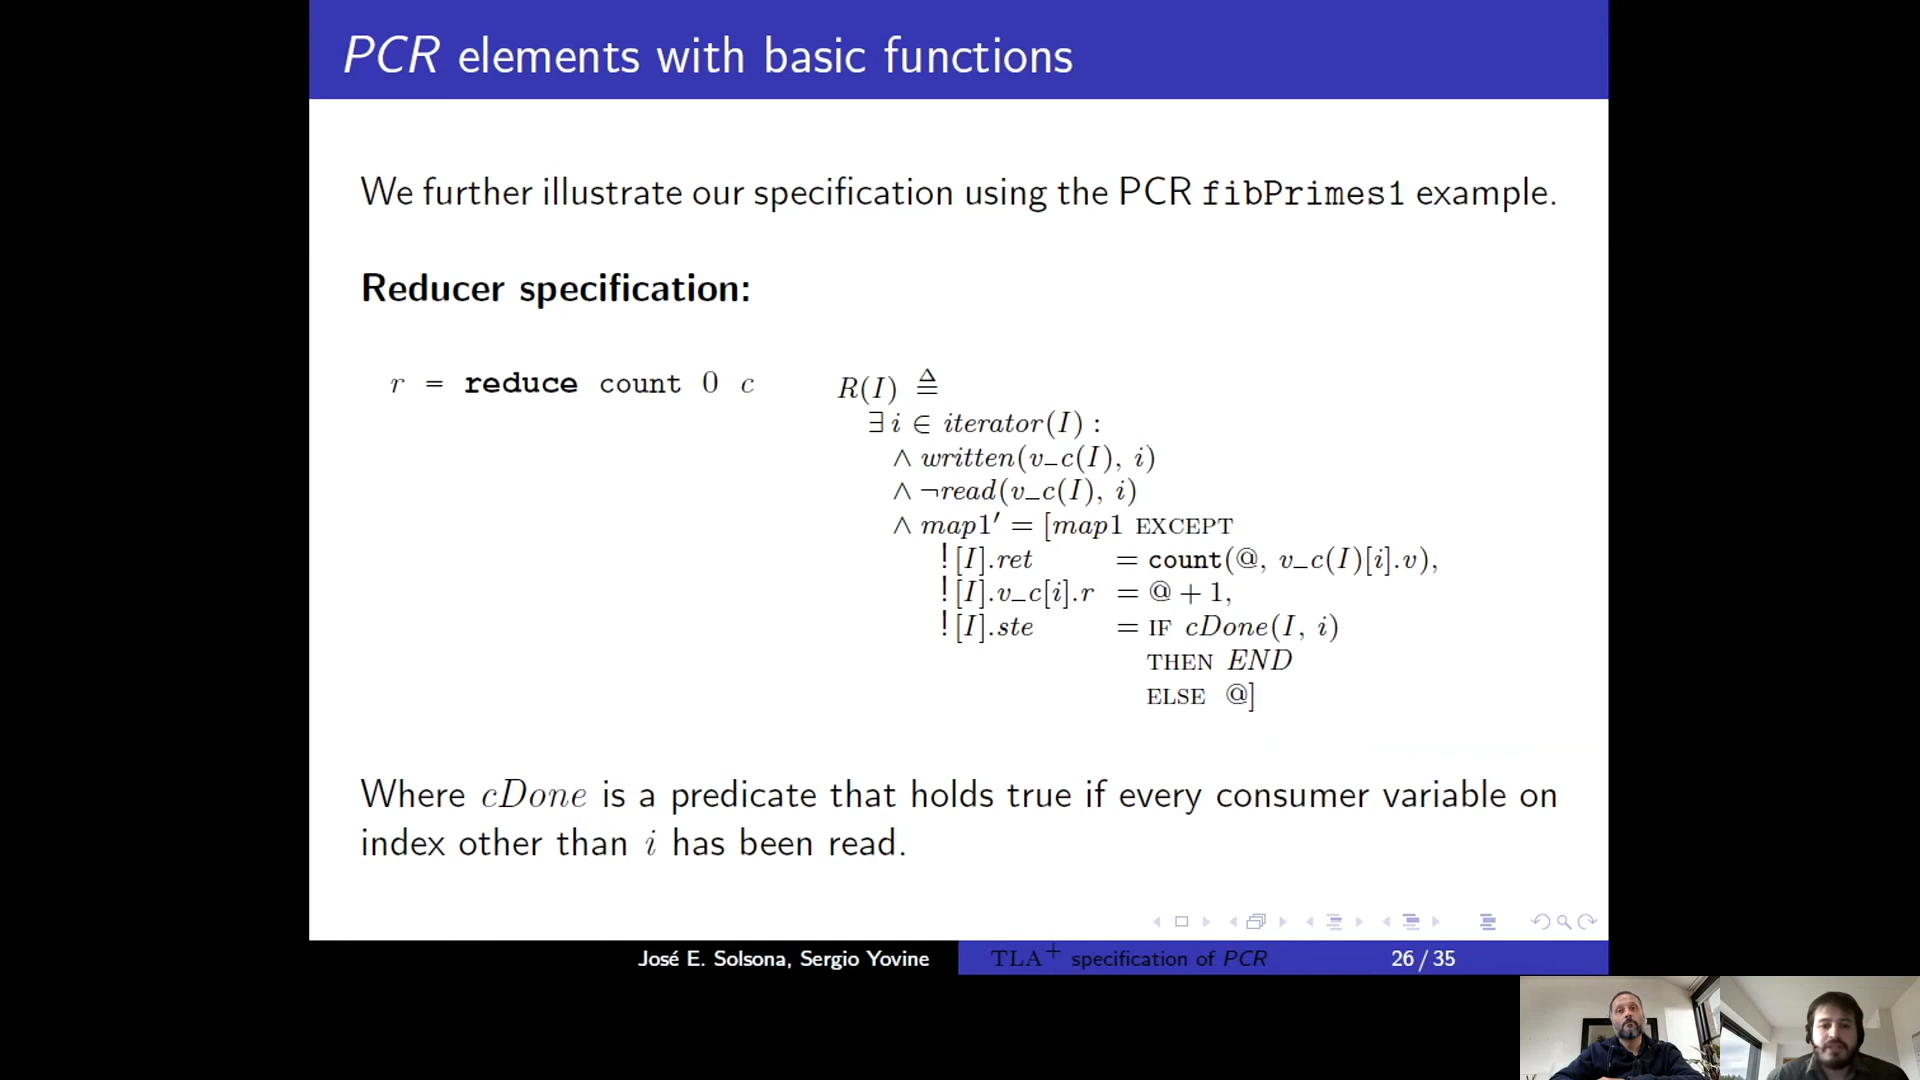 PCR elements with basic functions
We further illustrate our specification using the PCR fibPrimes1 example.
Reducer specification:
r = reduce count 0 c
R(I) ≜
∃ i ∈ iterator(I) :
∧ written(v_c(I), i)
∧ ¬read(v_c(I), i)
∧ map1′ = [map1 EXCEPT
![I].ret = count(@, v_c(I)[i].v),
![I].v_c[i].r = @ + 1,
![I].ste = IF cDone(I, i)
THEN END
ELSE @]
Where cDone is a predicate that holds true if every consumer variable on
index other than i has been read.
José E. Solsona, Sergio Yovine TLA⁺ specification of PCR 26 / 35